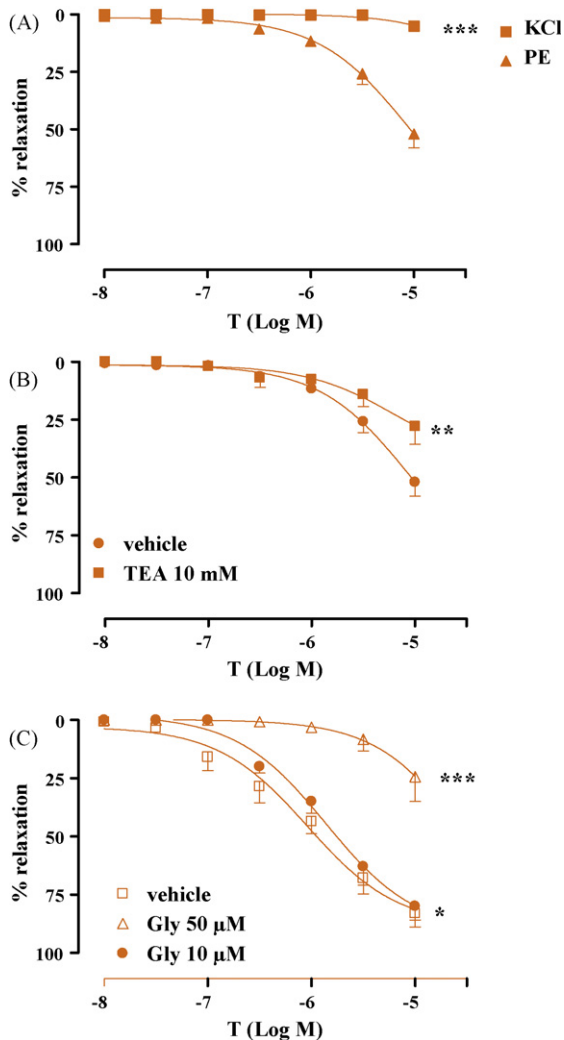 (A)
0
25
50
75
100
% relaxation
***
KCl
PE
-8
-7
-6
-5
T (Log M)
(B)
0
25
50
75
100
% relaxation
**
vehicle
TEA 10 mM
-8
-7
-6
-5
T (Log M)
(C)
0
25
50
75
100
% relaxation
***
*
vehicle
Gly 50 µM
Gly 10 µM
-8
-7
-6
-5
T (Log M)